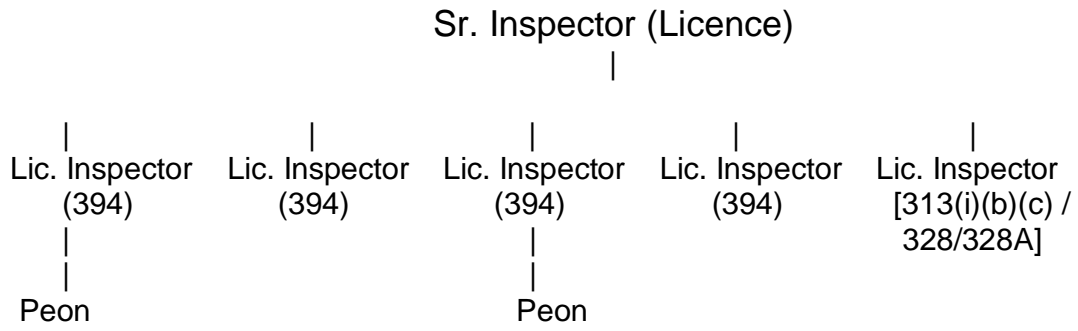 Sr. Inspector (Licence)
|
| | | | |
Lic. Inspector Lic. Inspector Lic. Inspector Lic. Inspector Lic. Inspector
(394) (394) (394) (394) [313(i)(b)(c) /
| | 328/328A]
| |
Peon Peon